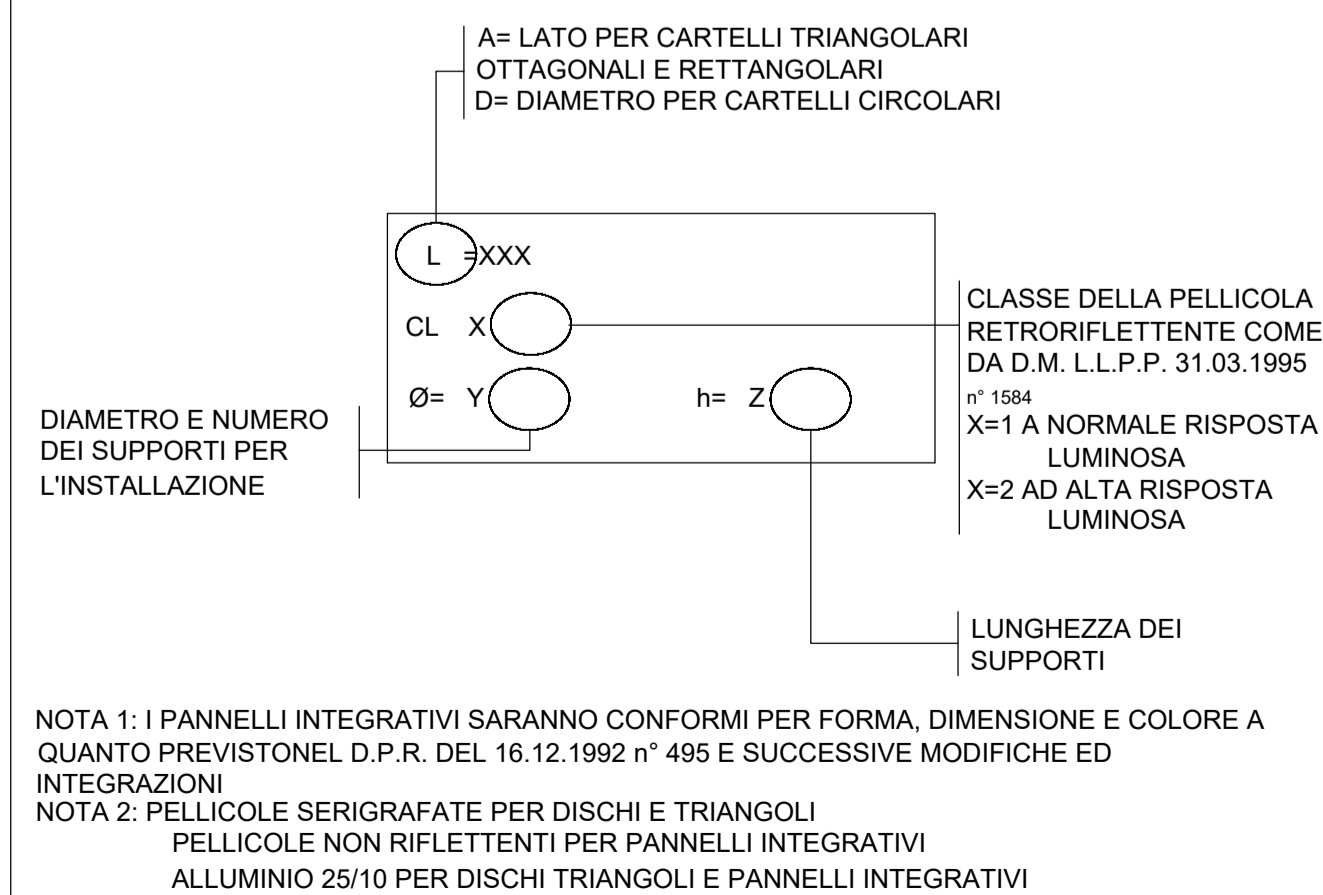 A= LATO PER CARTELLI TRIANGOLARI
OTTAGONALI E RETTANGOLARI
D= DIAMETRO PER CARTELLI CIRCOLARI
L =XXX
CL X
Ø= Y h= Z
CLASSE DELLA PELLICOLA
RETRORIFLETTENTE COME
DA D.M. L.L.P.P. 31.03.1995
n° 1584
X=1 A NORMALE RISPOSTA
LUMINOSA
X=2 AD ALTA RISPOSTA
LUMINOSA
DIAMETRO E NUMERO
DEI SUPPORTI PER
L'INSTALLAZIONE
LUNGHEZZA DEI
SUPPORTI
NOTA 1: I PANNELLI INTEGRATIVI SARANNO CONFORMI PER FORMA, DIMENSIONE E COLORE A
QUANTO PREVISTONEL D.P.R. DEL 16.12.1992 n° 495 E SUCCESSIVE MODIFICHE ED
INTEGRAZIONI
NOTA 2: PELLICOLE SERIGRAFATE PER DISCHI E TRIANGOLI
PELLICOLE NON RIFLETTENTI PER PANNELLI INTEGRATIVI
ALLUMINIO 25/10 PER DISCHI TRIANGOLI E PANNELLI INTEGRATIVI